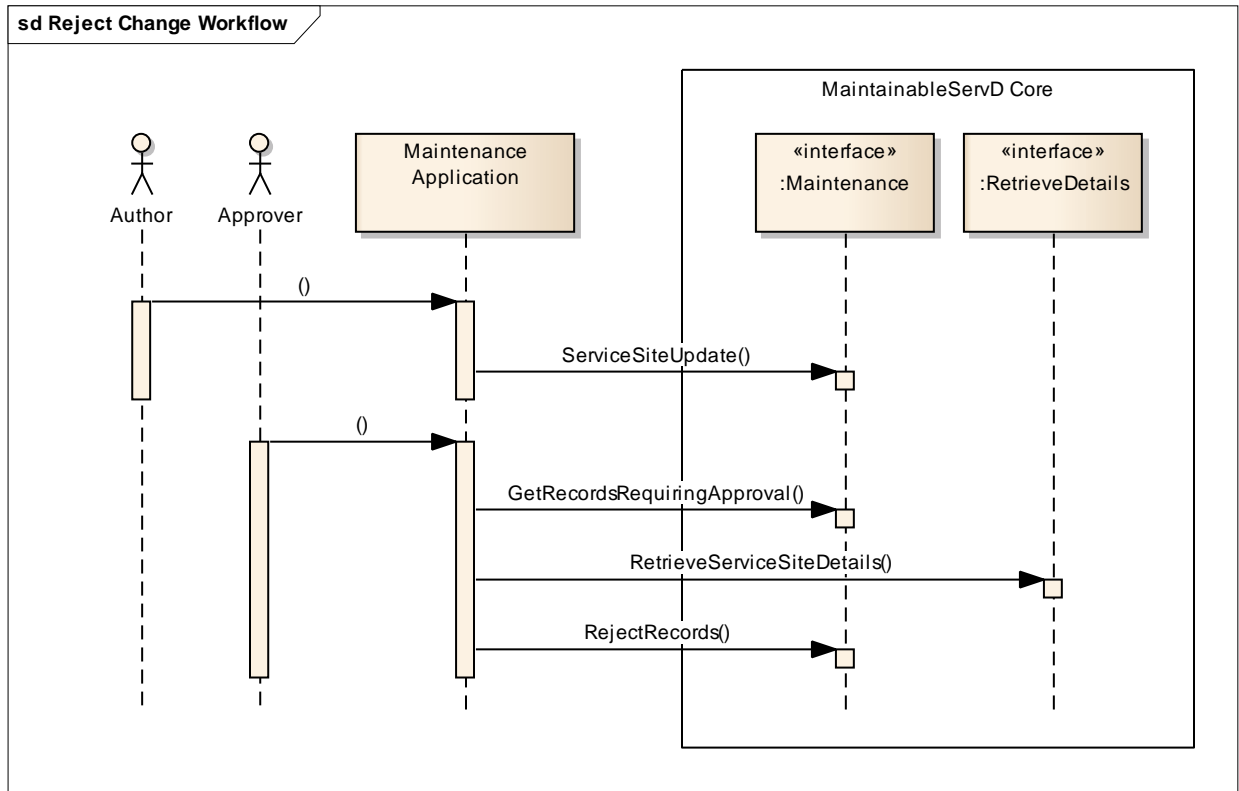 sd Reject Change Workflow
MaintainableServD Core
Maintenance
Application
«interface»
:Maintenance
«interface»
:RetrieveDetails
Author
Approver
()
ServiceSiteUpdate()
()
GetRecordsRequiringApproval()
RetrieveServiceSiteDetails()
RejectRecords()